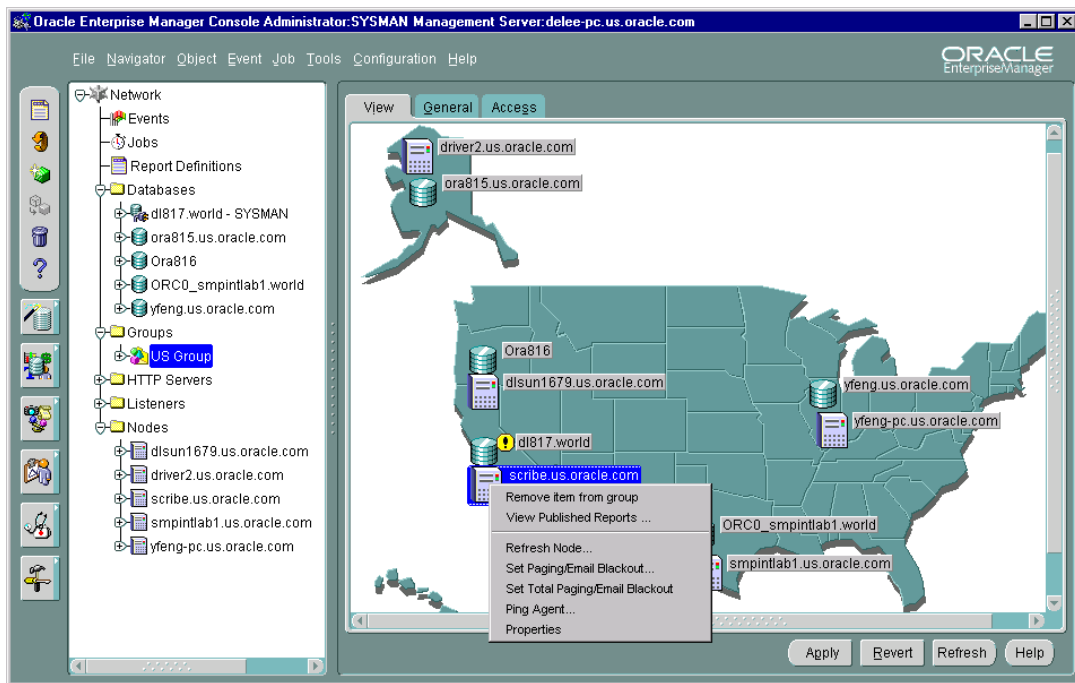 Oracle Enterprise Manager Console Administrator:SYSMAN Management Server:delee-pc.us.oracle.com
File Navigator Object Event Job Tools Configuration Help
ORACLE
EnterpriseManager
Network
Events
Jobs
Report Definitions
Databases
dl817.world - SYSMAN
ora815.us.oracle.com
Ora816
ORC0_smpintlab1.world
yfeng.us.oracle.com
Groups
US Group
HTTP Servers
Listeners
Nodes
dlsun1679.us.oracle.com
driver2.us.oracle.com
scribe.us.oracle.com
smpintlab1.us.oracle.com
yfeng-pc.us.oracle.com
View General Access
driver2.us.oracle.com
ora815.us.oracle.com
Ora816
dlsun1679.us.oracle.com
yfeng.us.oracle.com
yfeng-pc.us.oracle.com
dl817.world
scribe.us.oracle.com
Remove item from group
View Published Reports ...
Refresh Node...
Set Paging/Email Blackout...
Set Total Paging/Email Blackout
Ping Agent...
Properties
ORC0_smpintlab1.world
smpintlab1.us.oracle.com
Apply Revert Refresh Help